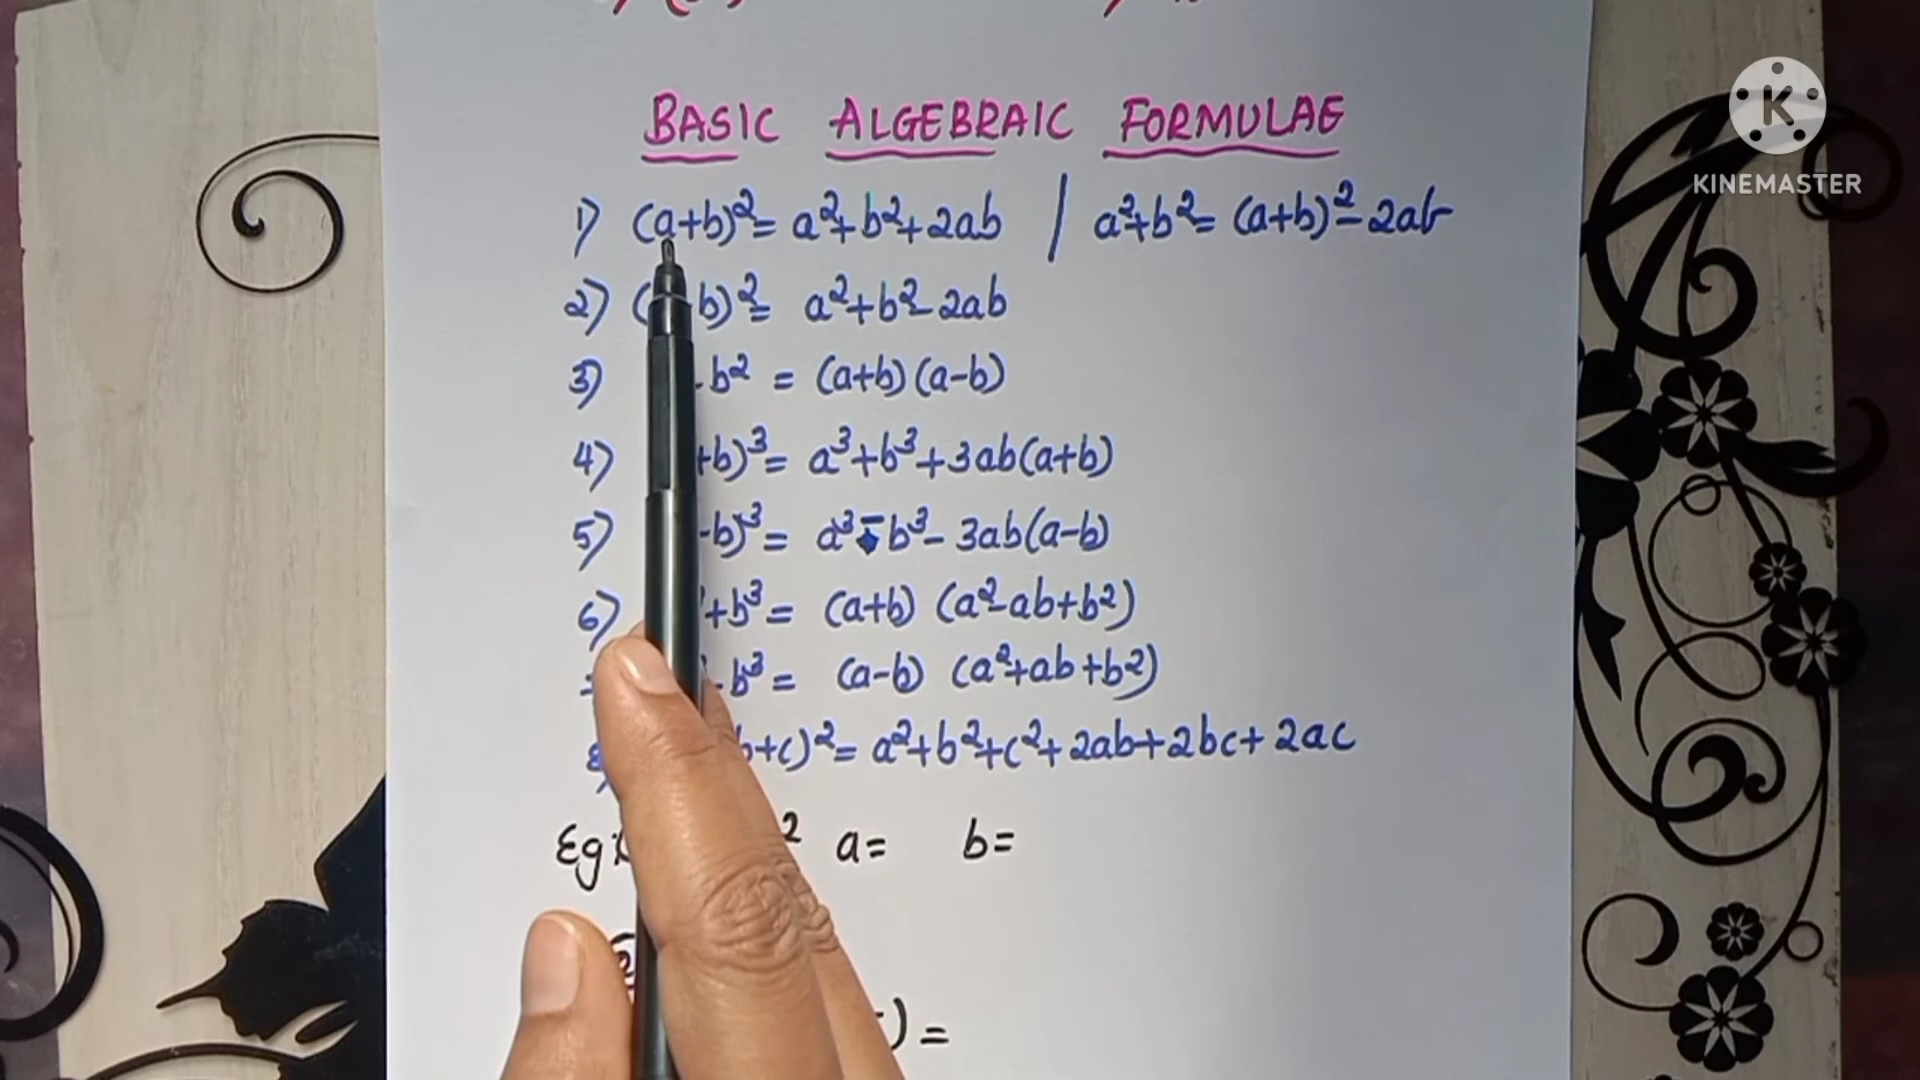 BASIC ALGEBRAIC FORMULAE
KINEMASTER
1) (a+b)²= a²+b²+2ab / a²+b²= (a+b)²-2ab
2) ( b)²= a²+b²-2ab
3) -b² = (a+b)(a-b)
4) +b)³= a³+b³+3ab(a+b)
5) -b)³= a³-b³-3ab(a-b)
6) +b³= (a+b) (a²-ab+b²)
-b³= (a-b) (a²+ab+b²)
b+c)²= a²+b²+c²+2ab+2bc+2ac
Eg: ² a= b=
) =